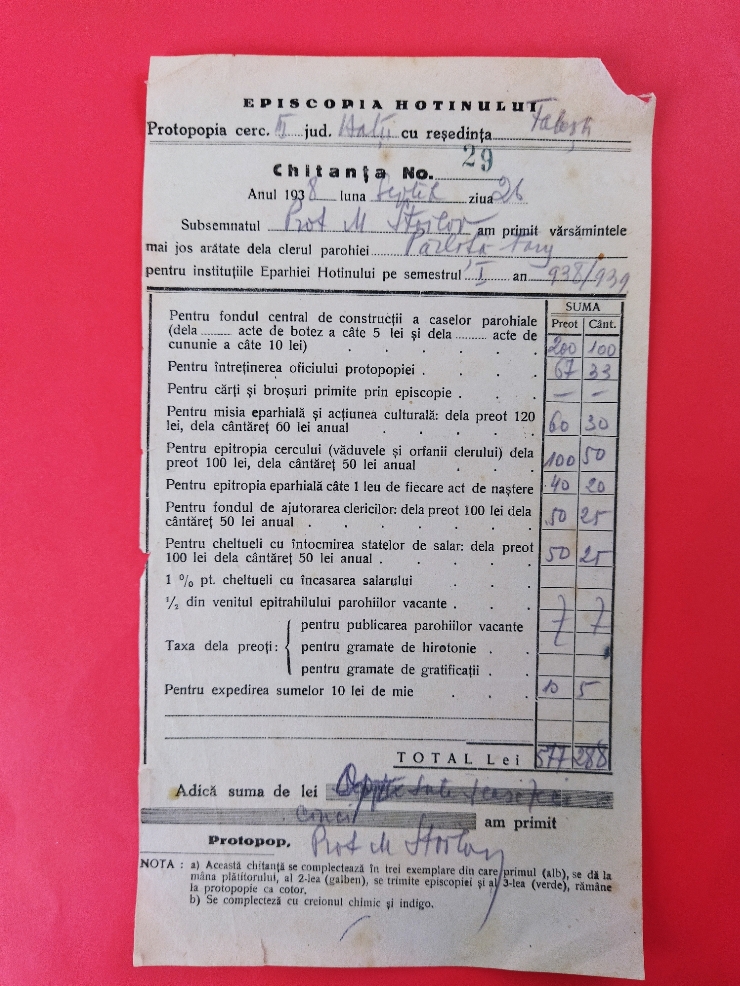 EPISCOPIA HOTINULUI
Protopopia cerc. III jud. Hotin cu reședința
Chitanța No. 29
Anul 1938 luna Septe ziua 26
Subsemnatul Prot M Stoilov am primit vărsămintele
mai jos arătate dela clerul parohiei Târg
pentru instituțiile Eparhiei Hotinului pe semestrul I an 938/939
SUMA
Preot Cânt.
Pentru fondul central de construcții a caselor parohiale
(dela ........ acte de botez a câte 5 lei și dela ........ acte de
cununie a câte 10 lei) . . . . . 200 100
Pentru întreținerea oficiului protopopiei . . . . 67 33
Pentru cărți și broșuri primite prin episcopie . . . — —
Pentru misia eparhială și acțiunea culturală: dela preot 120
lei, dela cântăreț 60 lei anual . . . . . 60 30
Pentru epitropia cercului (văduvele și orfanii clerului) dela
preot 100 lei, dela cântăreț 50 lei anual . . . 100 50
Pentru epitropia eparhială câte 1 leu de fiecare act de naștere 40 20
Pentru fondul de ajutorarea clericilor: dela preot 100 lei dela
cântăreț 50 lei anual . . . . . . . 50 25
Pentru cheltueli cu întocmirea statelor de salar: dela preot
100 lei dela cântăreț 50 lei anual . . . . . 50 25
1 % pt. cheltueli cu încasarea salarului . . .
½ din venitul epitrahilului parohiilor vacante . . .
Taxa dela preoți:
pentru publicarea parohiilor vacante
pentru gramate de hirotonie . .
pentru gramate de gratificații . .
Pentru expedirea sumelor 10 lei de mie . . . 10 5
TOTAL Lei 577 288
Adică suma de lei
cinci am primit
Protopop, Prot M Stoilov
NOTA : a) Această chitanță se complectează în trei exemplare din care primul (alb), se dă la
mâna plătitorului, al 2-lea (galben), se trimite episcopiei și al 3-lea (verde), rămâne
la protopopie ca cotor.
b) Se complecteză cu creionul chimic și indigo.